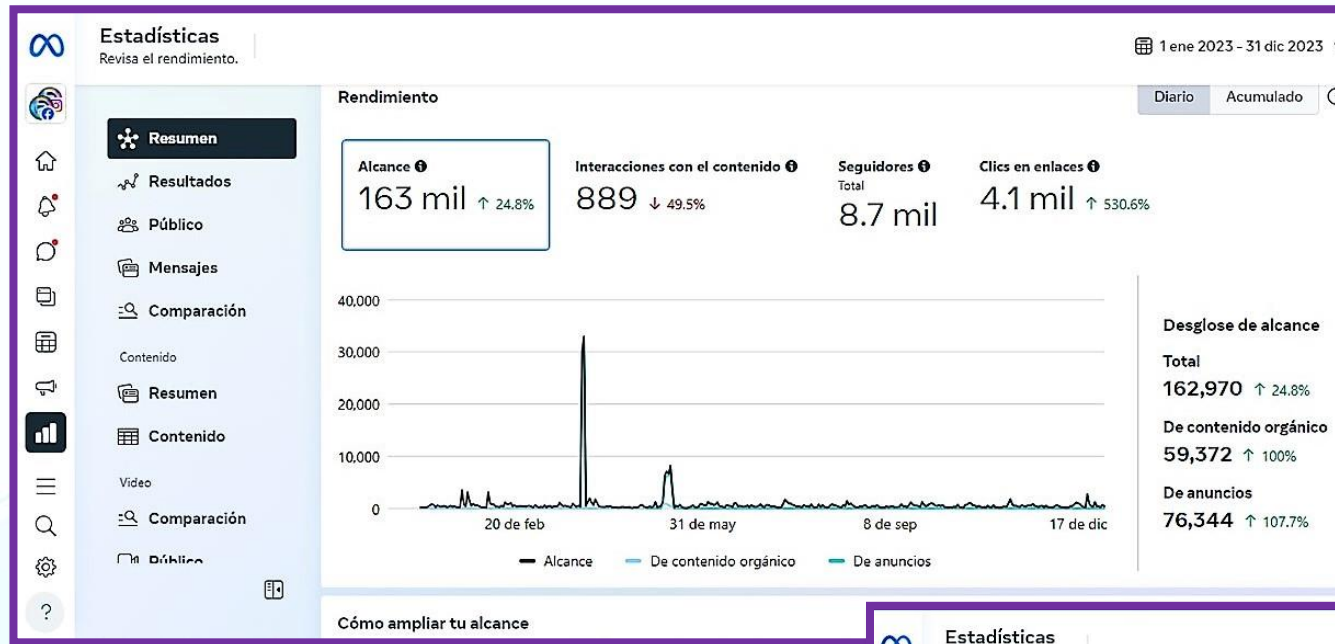 Estadísticas
Revisa el rendimiento.
1 ene 2023 - 31 dic 2023
Resumen
Resultados
Público
Mensajes
Comparación
Contenido
Resumen
Contenido
Video
Comparación
Público
Rendimiento
Diario Acumulado
Alcance
163 mil ↑ 24.8%
Interacciones con el contenido
889 ↓ 49.5%
Seguidores
Total
8.7 mil
Clics en enlaces
4.1 mil ↑ 530.6%
40,000
30,000
20,000
10,000
0
20 de feb 31 de may 8 de sep 17 de dic
Alcance De contenido orgánico De anuncios
Desglose de alcance
Total
162,970 ↑ 24.8%
De contenido orgánico
59,372 ↑ 100%
De anuncios
76,344 ↑ 107.7%
Cómo ampliar tu alcance
Estadísticas